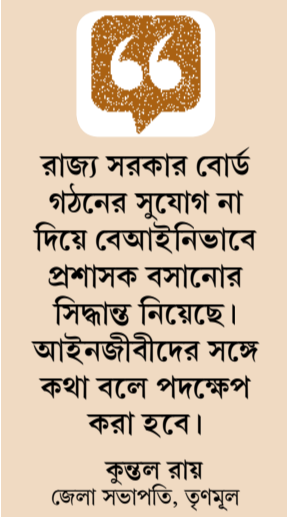 রাজ্য সরকার বোর্ড
গঠনের সুযোগ না
দিয়ে বেআইনিভাবে
প্রশাসক বসানোর
সিদ্ধান্ত নিয়েছে।
আইনজীবীদের সঙ্গে
কথা বলে পদক্ষেপ
করা হবে।
কুন্তল রায়
জেলা সভাপতি, তৃণমূল